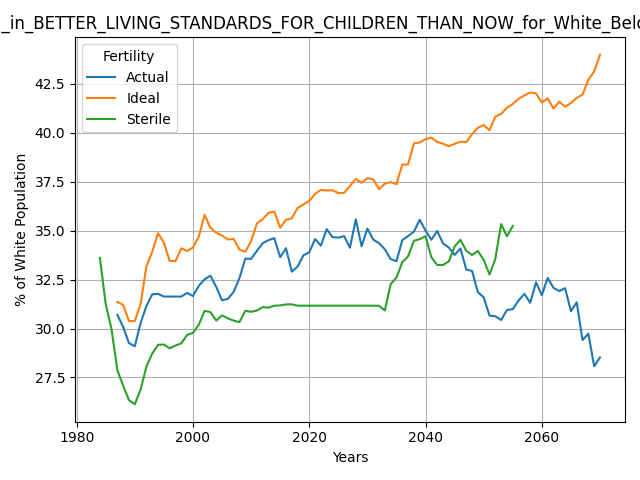 _in_BETTER_LIVING_STANDARDS_FOR_CHILDREN_THAN_NOW_for_White_Belo
Fertility
Actual
Ideal
Sterile
% of White Population
42.5
40.0
37.5
35.0
32.5
30.0
27.5
1980 2000 2020 2040 2060
Years